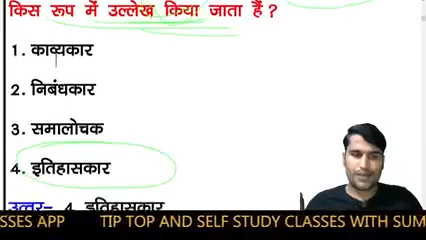 किस रूप में उल्लेख किया जाता हैं?
1. काव्यकार
2. निबंधकार
3. समालोचक
4. इतिहासकार
उत्तर- 4. इतिहासकार
SSES APP TIP TOP AND SELF STUDY CLASSES WITH SUM